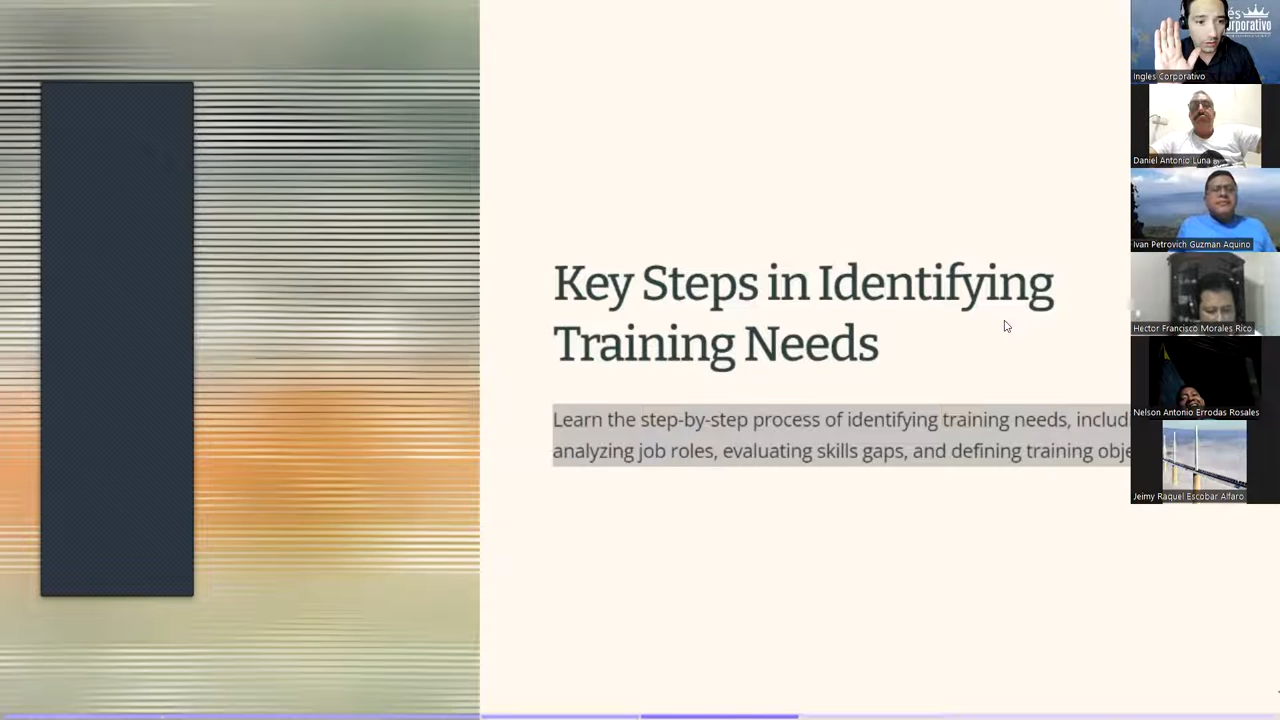 Key Steps in Identifying
Training Needs
Learn the step-by-step process of identifying training needs,
analyzing job roles, evaluating skills gaps, and defining training
Ingles Corporativo
Daniel Antonio Luna
Ivan Petrovich Guzman Aquino
Hector Francisco Morales Rico
Nelson Antonio Errodas Rosales
Jeimy Raquel Escobar Alfaro